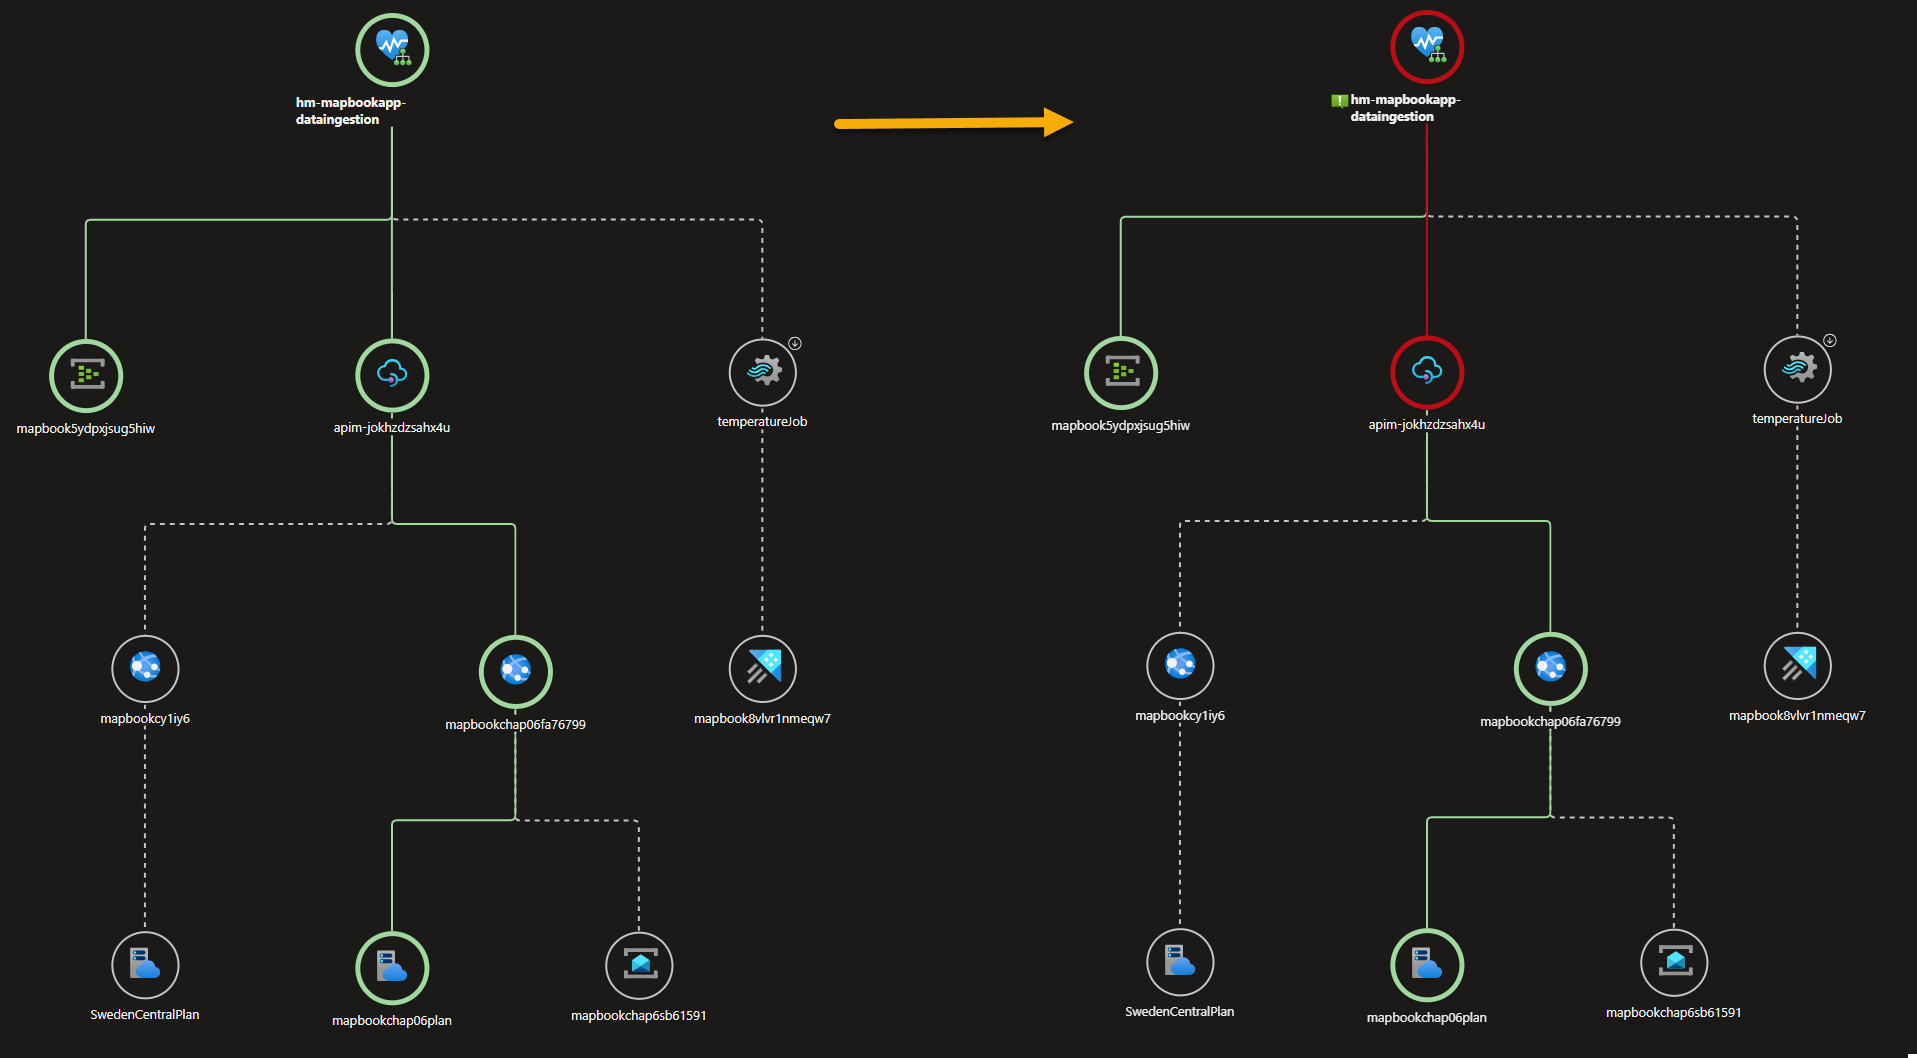 hm-mapbookapp-
dataingestion
mapbook5ydpxjsug5hiw
apim-jokhzdzsahx4u
temperatureJob
mapbookcy1iy6
mapbookchap06fa76799
mapbook8vlvr1nmeqw7
SwedenCentralPlan
mapbookchap06plan
mapbookchap6sb61591
hm-mapbookapp-
dataingestion
mapbook5ydpxjsug5hiw
apim-jokhzdzsahx4u
temperatureJob
mapbookcy1iy6
mapbookchap06fa76799
mapbook8vlvr1nmeqw7
SwedenCentralPlan
mapbookchap06plan
mapbookchap6sb61591